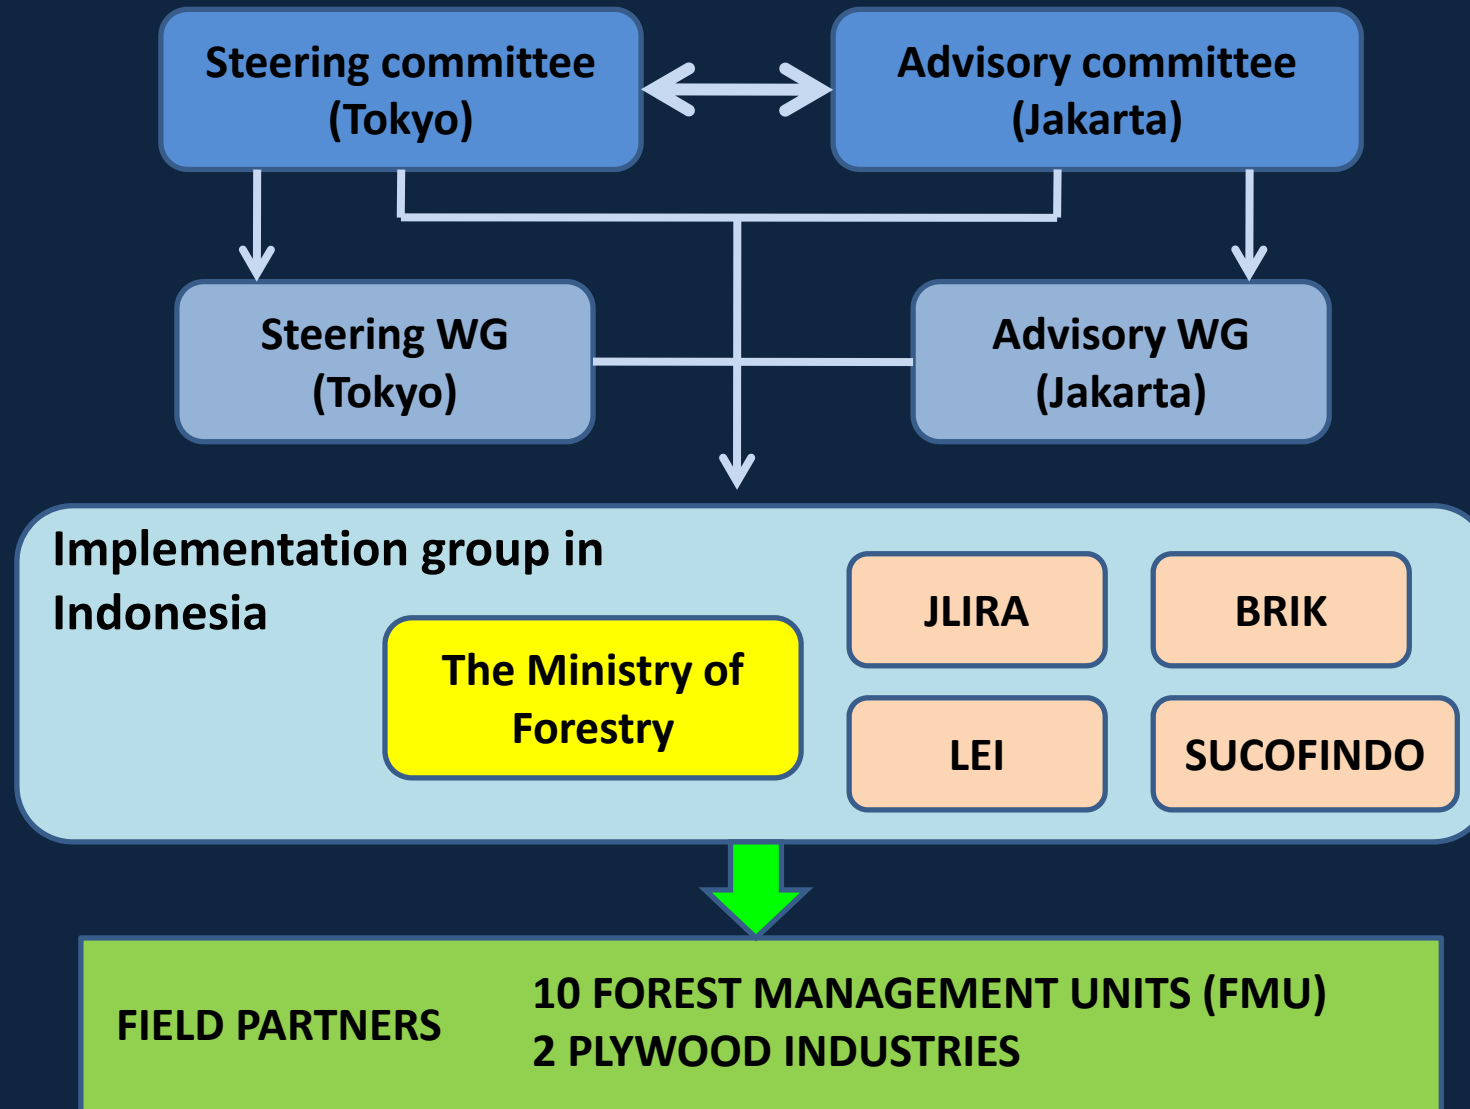 Steering committee
(Tokyo)
Advisory committee
(Jakarta)
Steering WG
(Tokyo)
Advisory WG
(Jakarta)
Implementation group in
Indonesia
The Ministry of
Forestry
JLIRA
BRIK
LEI
SUCOFINDO
FIELD PARTNERS
10 FOREST MANAGEMENT UNITS (FMU)
2 PLYWOOD INDUSTRIES